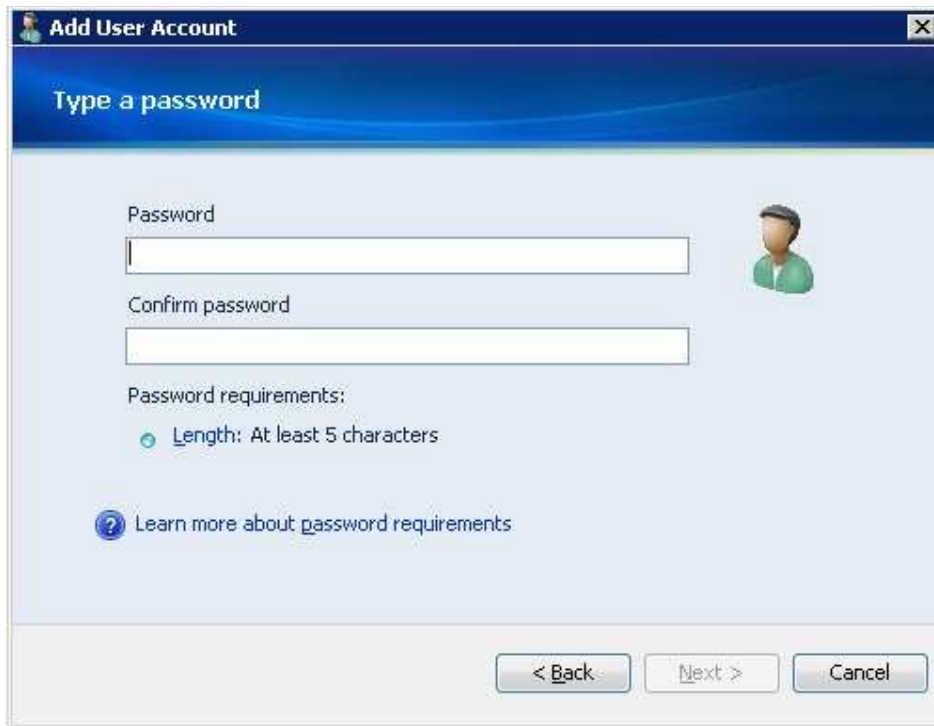 Add User Account
Type a password
Password
Confirm password
Password requirements:
Length: At least 5 characters
? Learn more about password requirements
< Back Next > Cancel